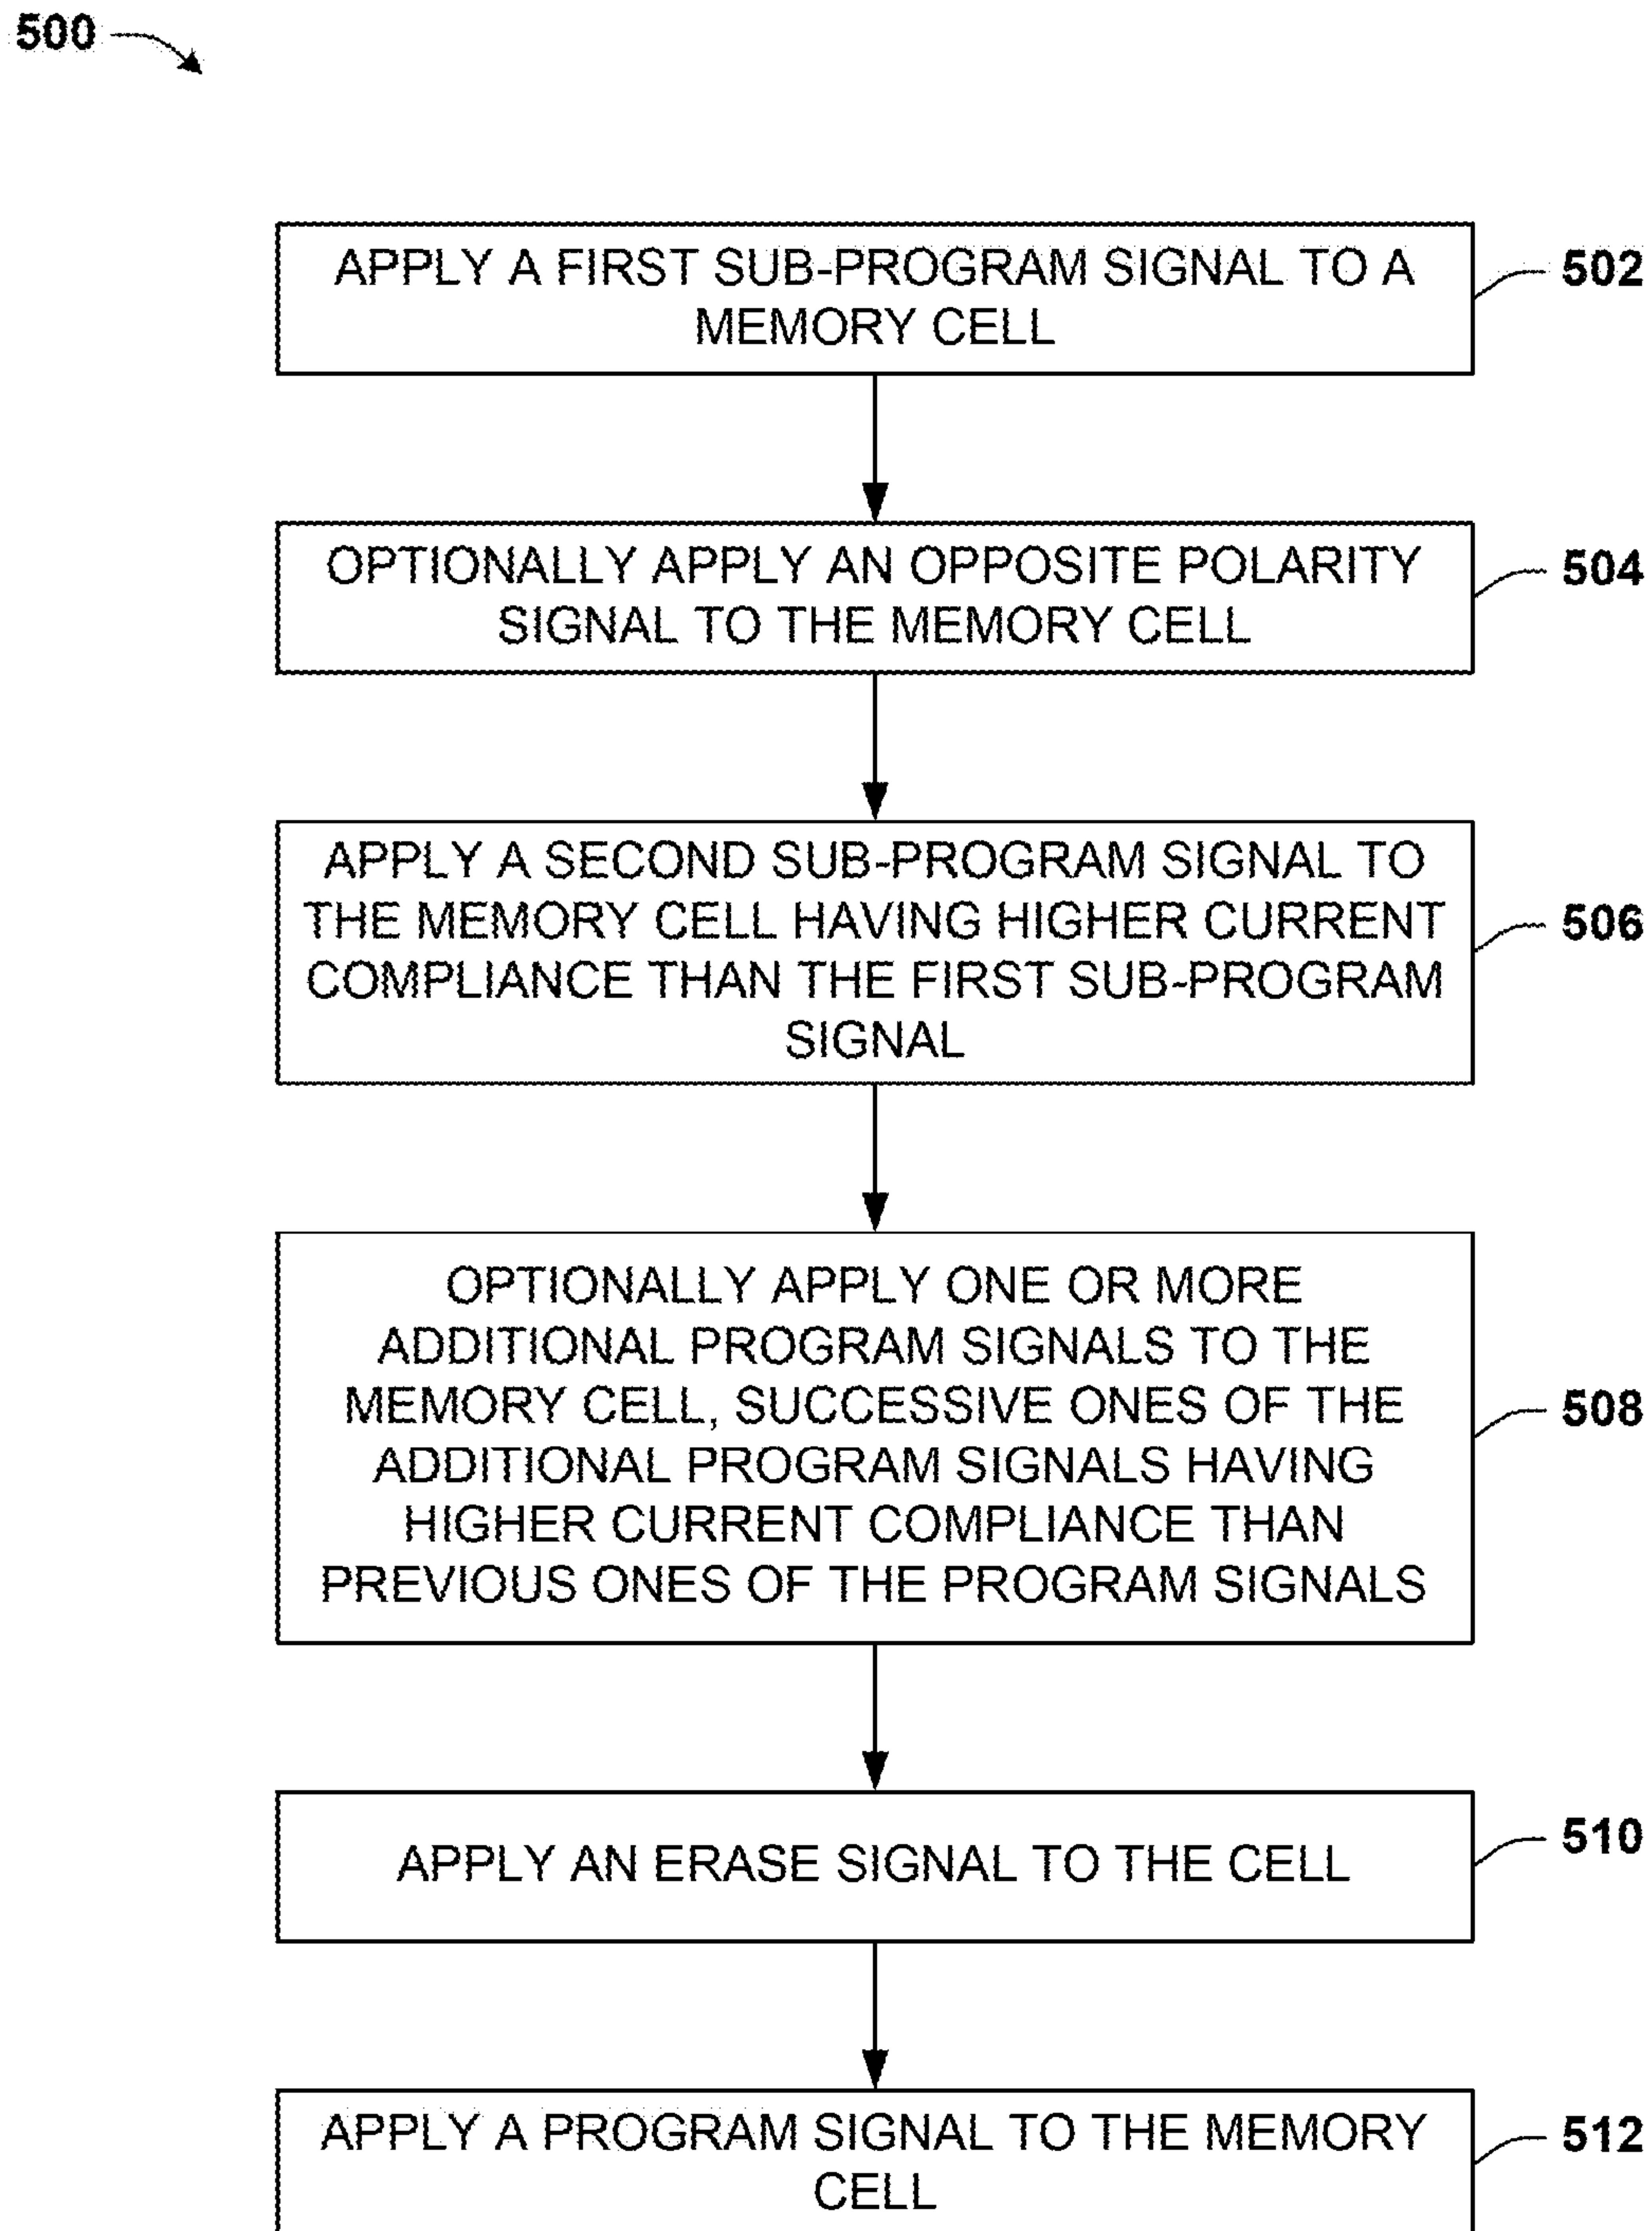 500
APPLY A FIRST SUB-PROGRAM SIGNAL TO A
MEMORY CELL
502
OPTIONALLY APPLY AN OPPOSITE POLARITY
SIGNAL TO THE MEMORY CELL
504
APPLY A SECOND SUB-PROGRAM SIGNAL TO
THE MEMORY CELL HAVING HIGHER CURRENT
COMPLIANCE THAN THE FIRST SUB-PROGRAM
SIGNAL
506
OPTIONALLY APPLY ONE OR MORE
ADDITIONAL PROGRAM SIGNALS TO THE
MEMORY CELL, SUCCESSIVE ONES OF THE
ADDITIONAL PROGRAM SIGNALS HAVING
HIGHER CURRENT COMPLIANCE THAN
PREVIOUS ONES OF THE PROGRAM SIGNALS
508
APPLY AN ERASE SIGNAL TO THE CELL
510
APPLY A PROGRAM SIGNAL TO THE MEMORY
CELL
512